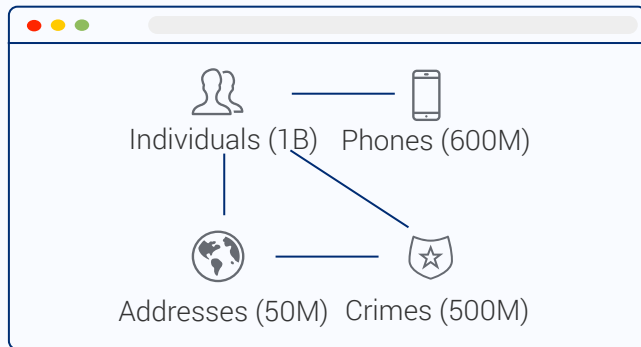 Individuals (1B) Phones (600M)
Addresses (50M) Crimes (500M)